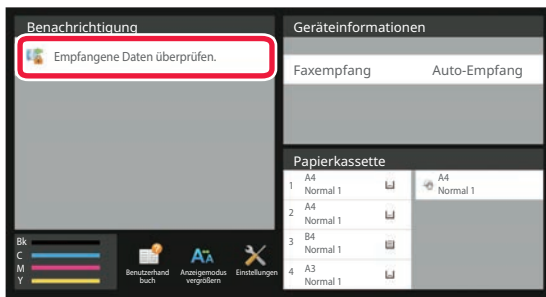 Benachrichtigung
Empfangene Daten überprüfen.
Geräteinformationen
Faxempfang Auto-Empfang
Papierkassette
1 A4
Normal 1
A4
Normal 1
2 A4
Normal 1
3 B4
Normal 1
4 A3
Normal 1
Bk
C
M
Y
Benutzerhand
buch
Anzeigemodus
vergrößern
Einstellungen